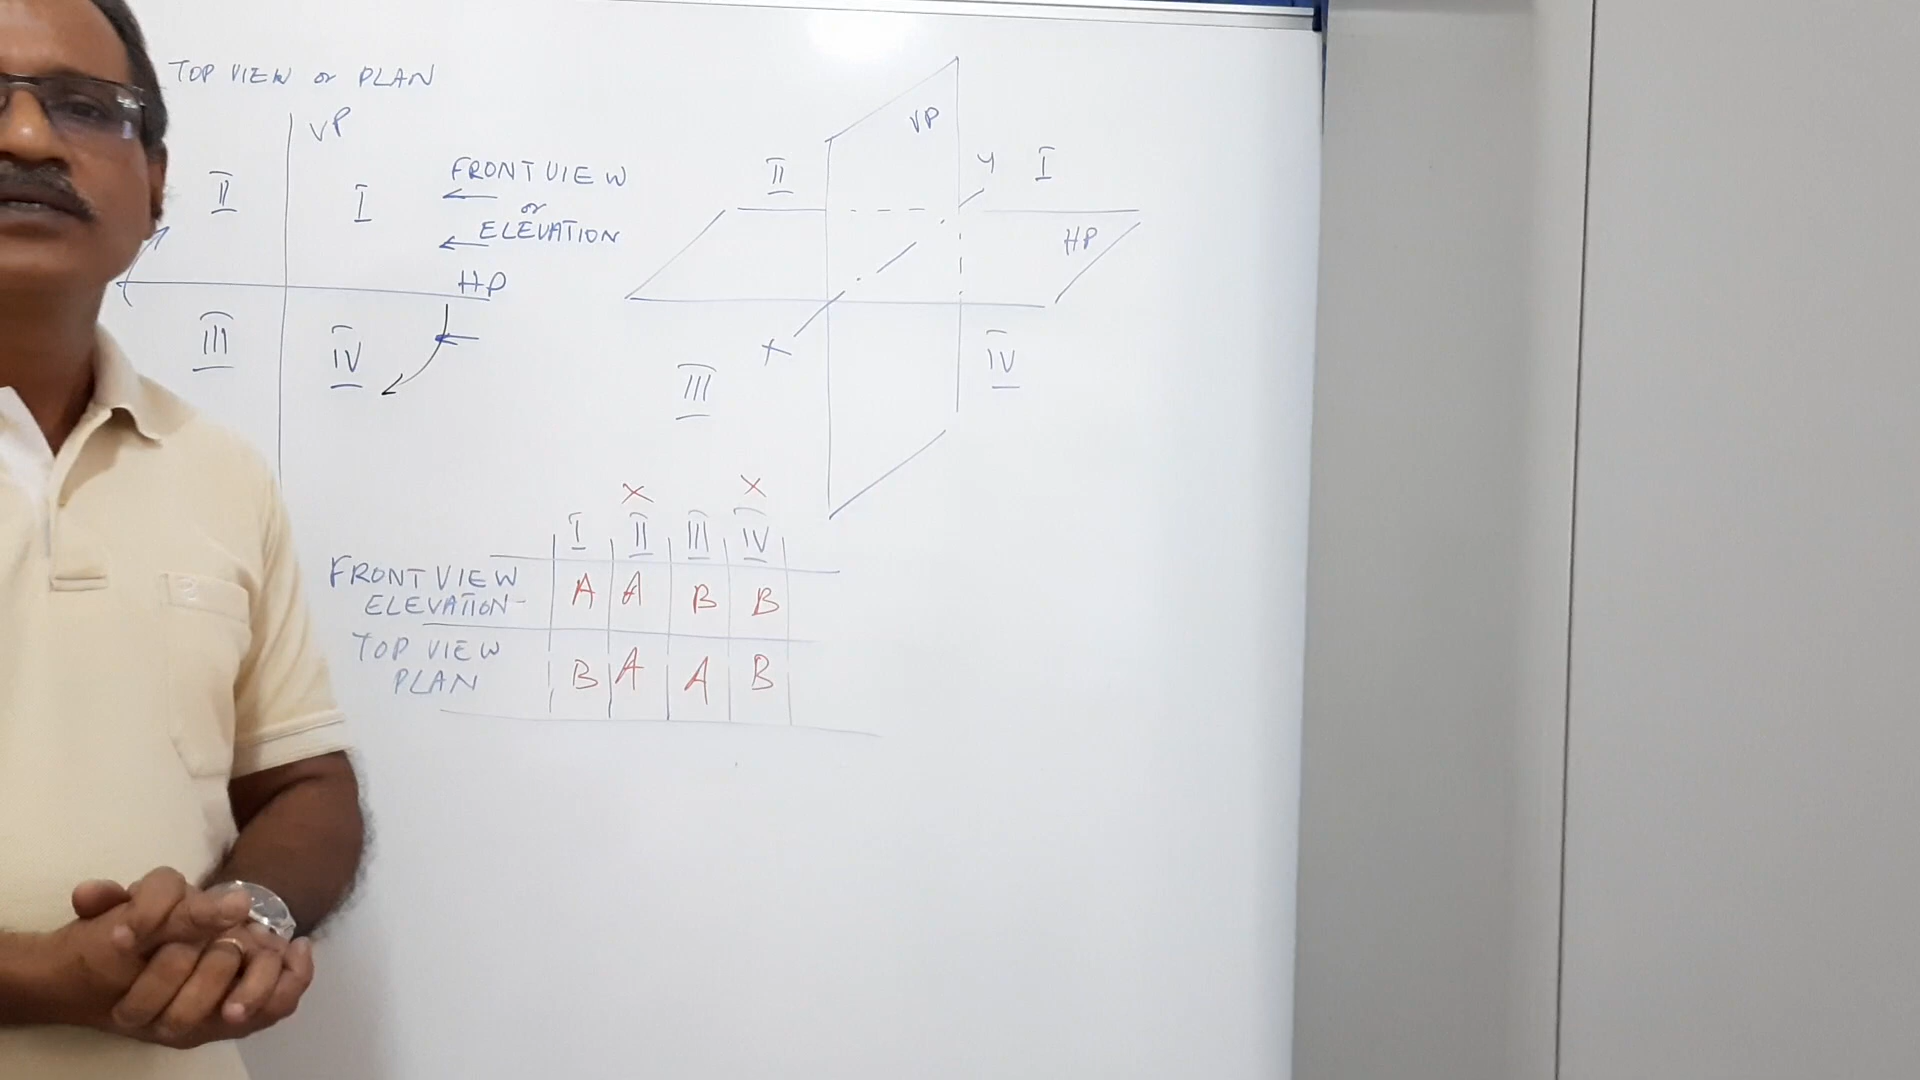 TOP VIEW or PLAN
VP
II
I
FRONT VIEW
or
ELEVATION
HP
III
IV
VP
II
Y
I
HP
X
III
IV
X X
I II III IV
FRONT VIEW
ELEVATION-
A A B B
TOP VIEW
PLAN
B A A B